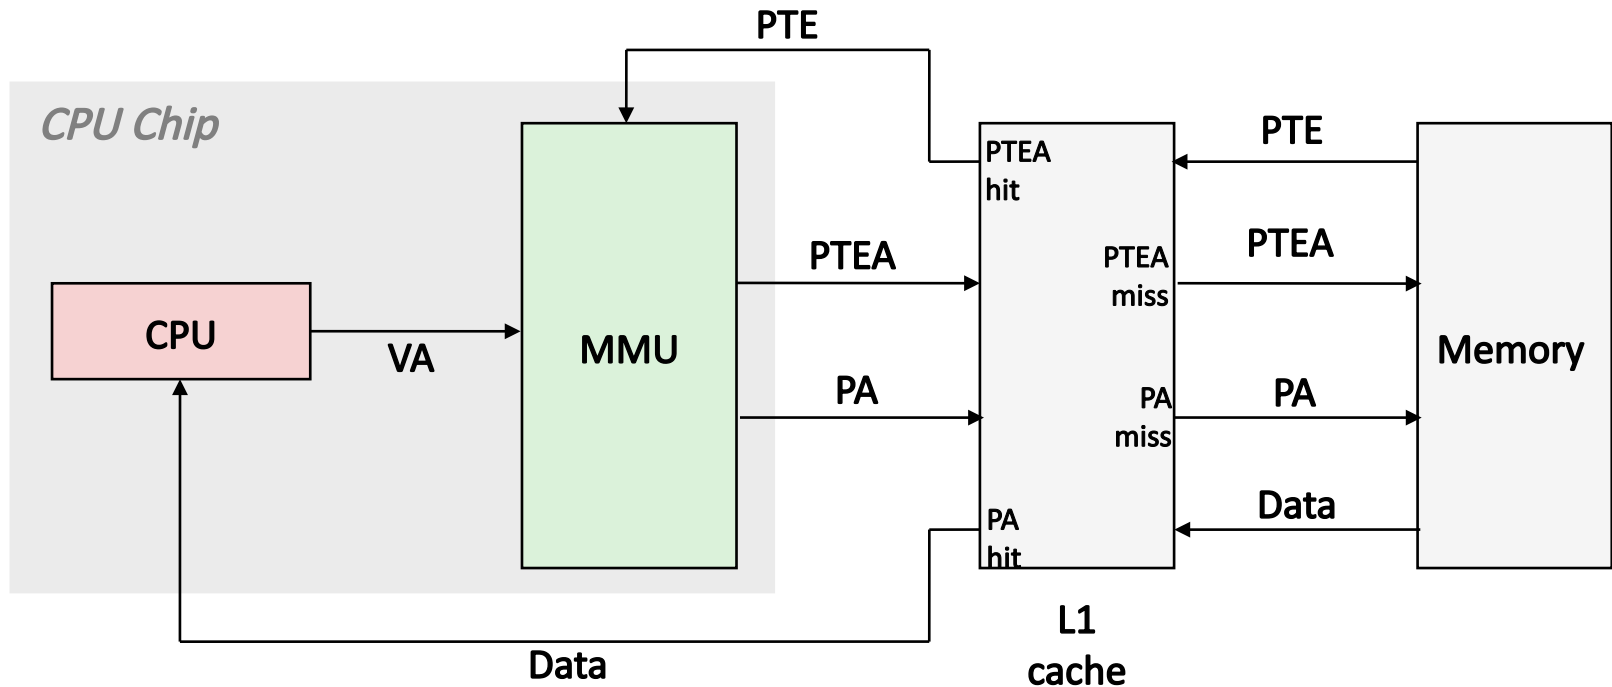 PTE
CPU Chip
PTEA
hit
PTE
PTEA
PTEA
miss
PTEA
CPU
VA
MMU
Memory
PA
PA
miss
PA
PA
hit
Data
L1
cache
Data